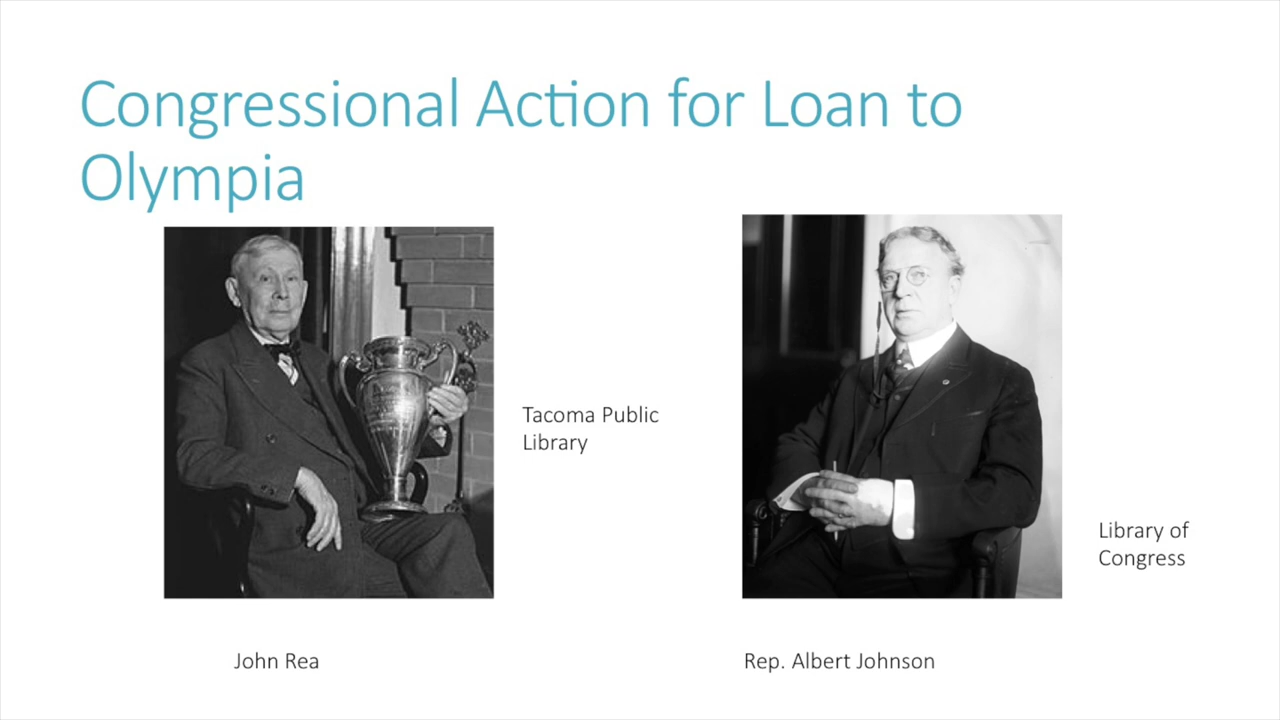 Congressional Action for Loan to
Olympia
Tacoma Public
Library
Library of
Congress
John Rea
Rep. Albert Johnson